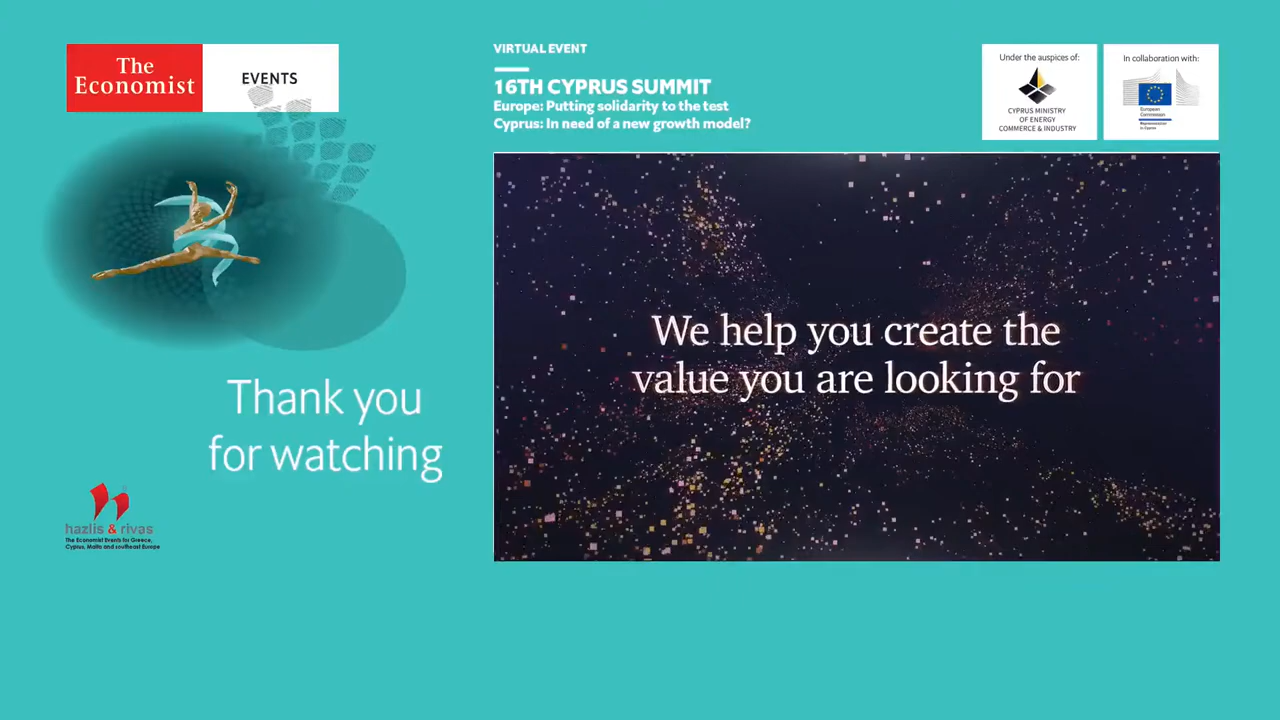 The
Economist
EVENTS
VIRTUAL EVENT
16TH CYPRUS SUMMIT
Europe: Putting solidarity to the test
Cyprus: In need of a new growth model?
Under the auspices of:
CYPRUS MINISTRY
OF ENERGY
COMMERCE & INDUSTRY
In collaboration with:
European
Commission
Representation
in Cyprus
We help you create the
value you are looking for
Thank you
for watching
hazlis & rivas
The Economist Events for Greece,
Cyprus, Malta and southeast Europe